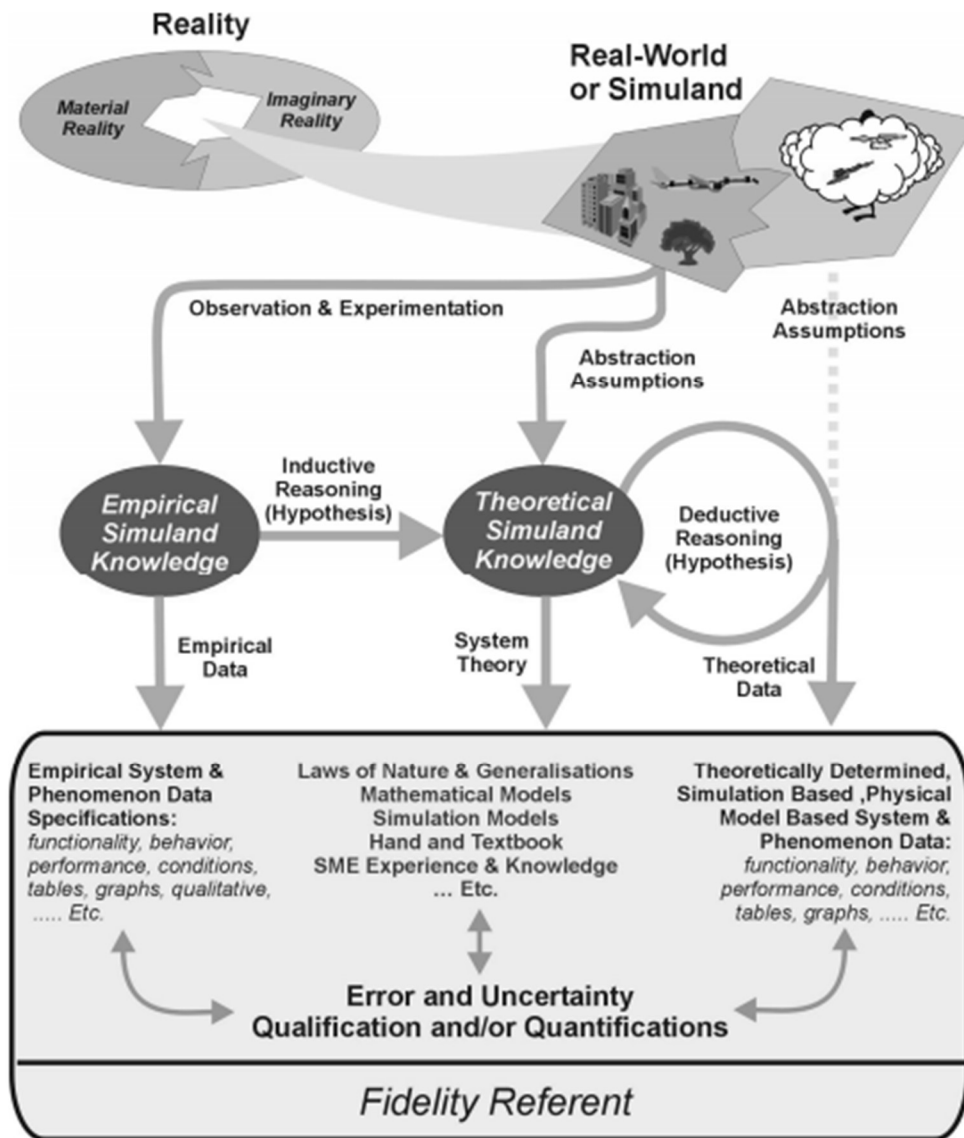 Reality
Material
Reality
Imaginary
Reality
Real-World
or Simuland
Observation & Experimentation
Abstraction
Assumptions
Abstraction
Assumptions
Empirical
Simuland
Knowledge
Inductive
Reasoning
(Hypothesis)
Theoretical
Simuland
Knowledge
Deductive
Reasoning
(Hypothesis)
Empirical
Data
System
Theory
Theoretical
Data
Empirical System &
Phenomenon Data
Specifications:
functionality, behavior,
performance, conditions,
tables, graphs, qualitative,
..... Etc.
Laws of Nature & Generalisations
Mathematical Models
Simulation Models
Hand and Textbook
SME Experience & Knowledge
... Etc.
Theoretically Determined,
Simulation Based ,Physical
Model Based System &
Phenomenon Data:
functionality, behavior,
performance, conditions,
tables, graphs, ..... Etc.
Error and Uncertainty
Qualification and/or Quantifications
Fidelity Referent